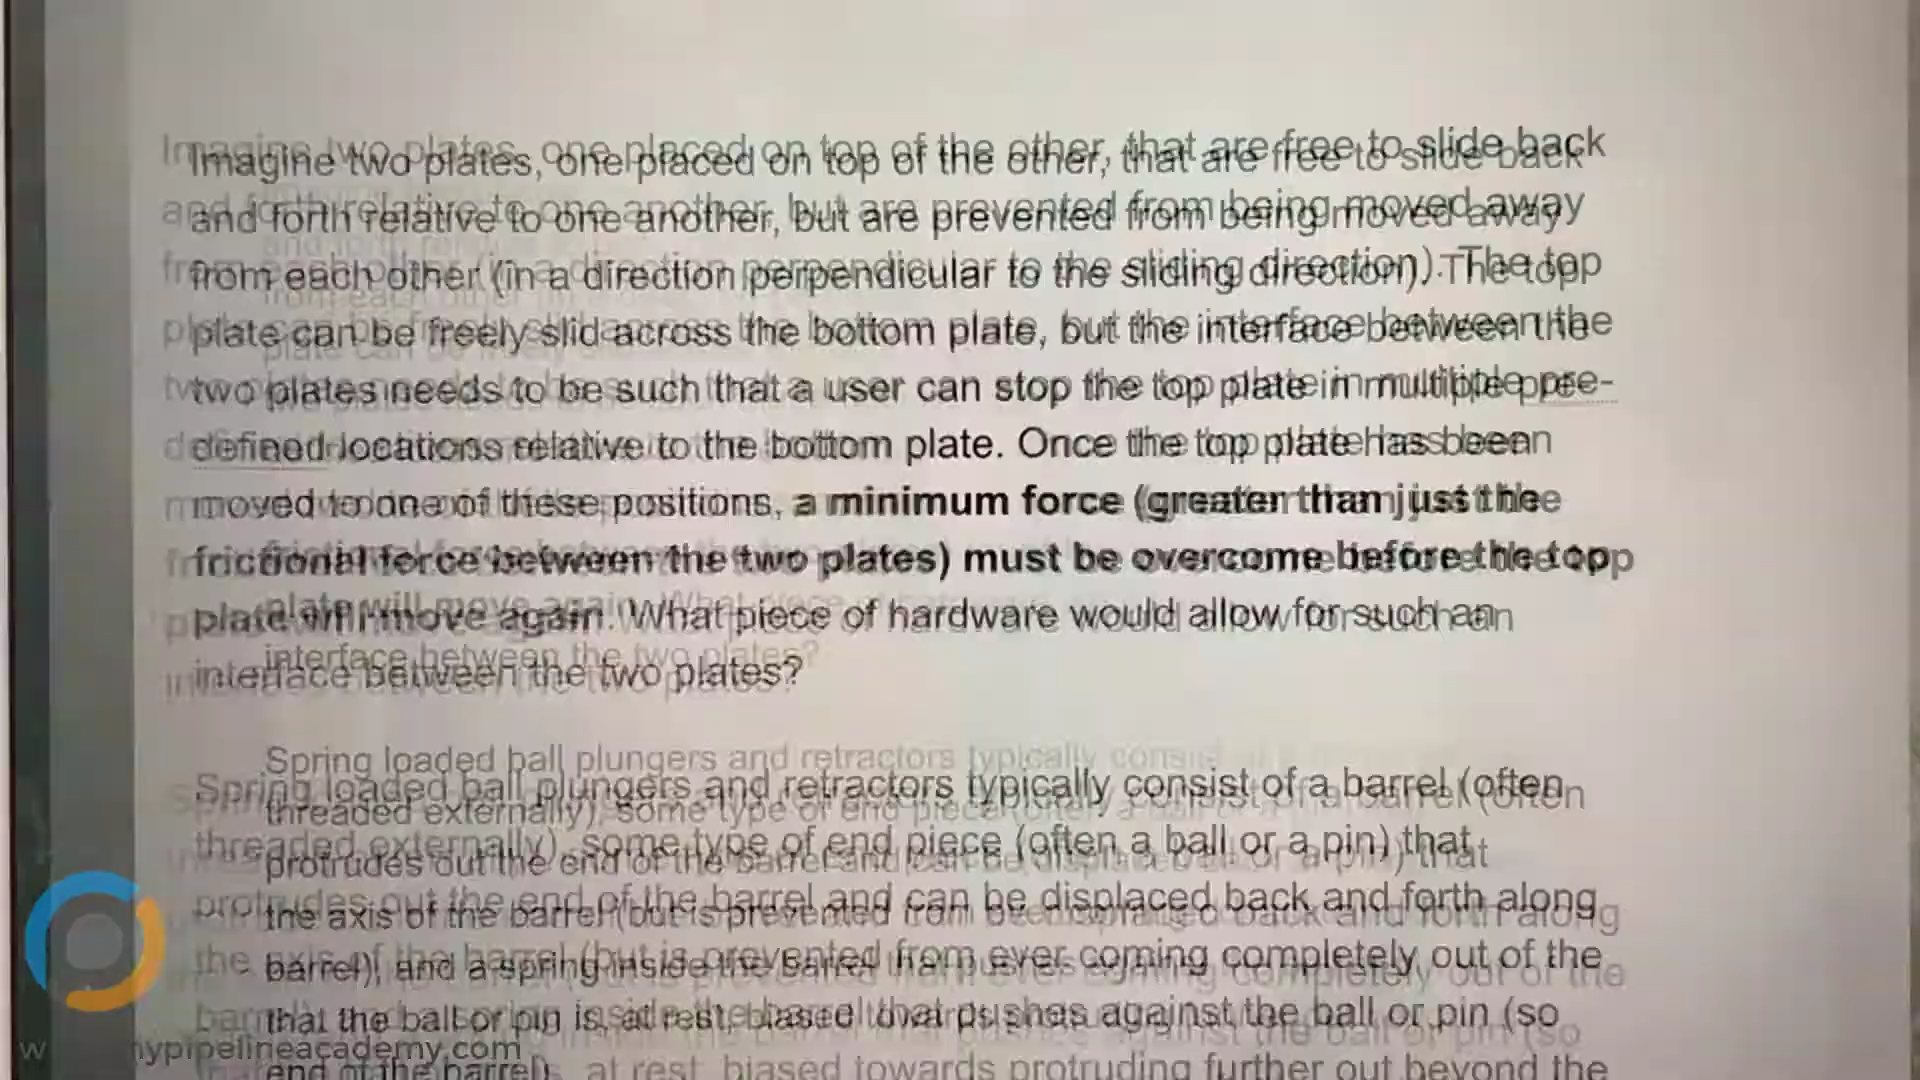 Imagine two plates, one placed on top of the other, that are free to slide back
and forth relative to one another, but are prevented from being moved away
from each other (in a direction perpendicular to the sliding direction). The top
plate can be freely slid across the bottom plate, but the interface between the
two plates needs to be such that a user can stop the top plate in multiple pre-
defined locations relative to the bottom plate. Once the top plate has been
moved to one of these positions, a minimum force (greater than just the
frictional force between the two plates) must be overcome before the top
plate will move again. What piece of hardware would allow for such an
interface between the two plates?
Spring loaded ball plungers and retractors typically consist of a barrel (often
threaded externally), some type of end piece (often a ball or a pin) that
protrudes out the end of the barrel and can be displaced back and forth along
the axis of the barrel (but is prevented from ever coming completely out of the
barrel), and a spring inside the barrel that pushes against the ball or pin (so
that the ball or pin is, at rest, biased towards protruding further out beyond the
end of the barrel).
mypipelineacademy.com